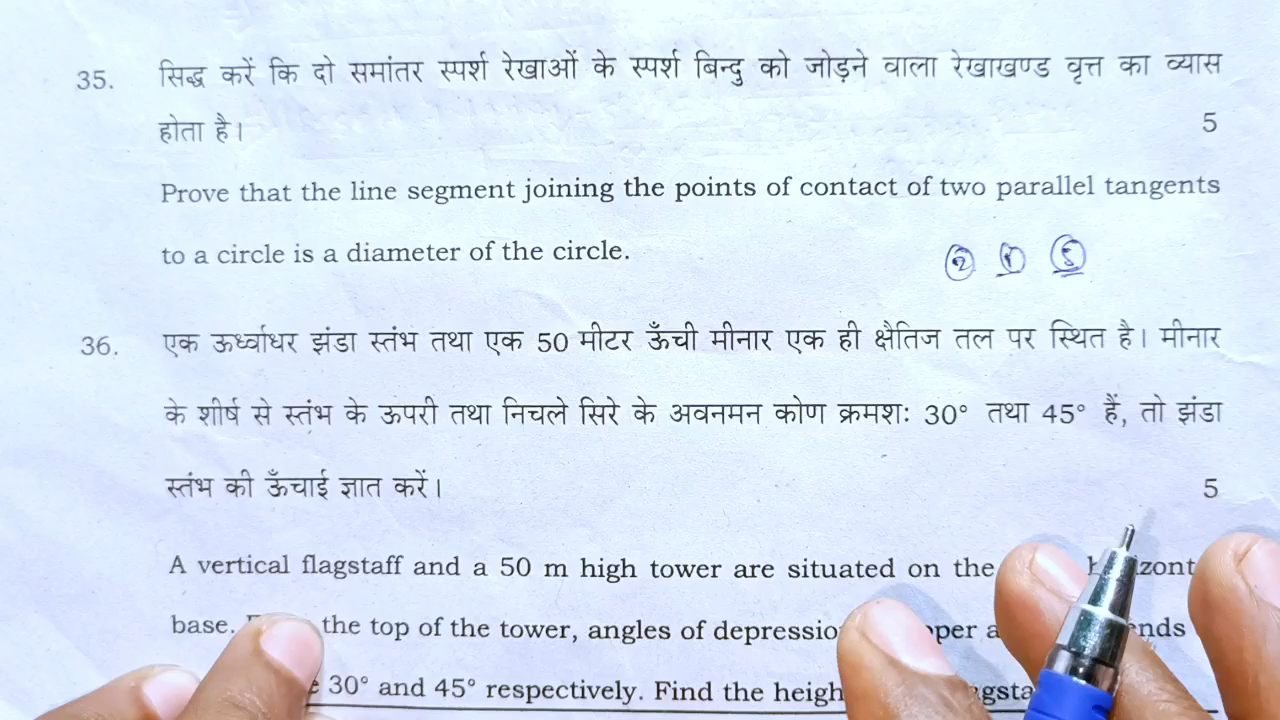 35. सिद्ध करें कि दो समांतर स्पर्श रेखाओं के स्पर्श बिन्दु को जोड़ने वाला रेखाखण्ड वृत्त का व्यास
होता है। 5
Prove that the line segment joining the points of contact of two parallel tangents
to a circle is a diameter of the circle.
2 1 5
36. एक ऊर्ध्वाधर झंडा स्तंभ तथा एक 50 मीटर ऊँची मीनार एक ही क्षैतिज तल पर स्थित है। मीनार
के शीर्ष से स्तंभ के ऊपरी तथा निचले सिरे के अवनमन कोण क्रमशः 30° तथा 45° हैं, तो झंडा
स्तंभ की ऊँचाई ज्ञात करें। 5
A vertical flagstaff and a 50 m high tower are situated on the
base. the top of the tower, angles of
30° and 45° respectively. Find the